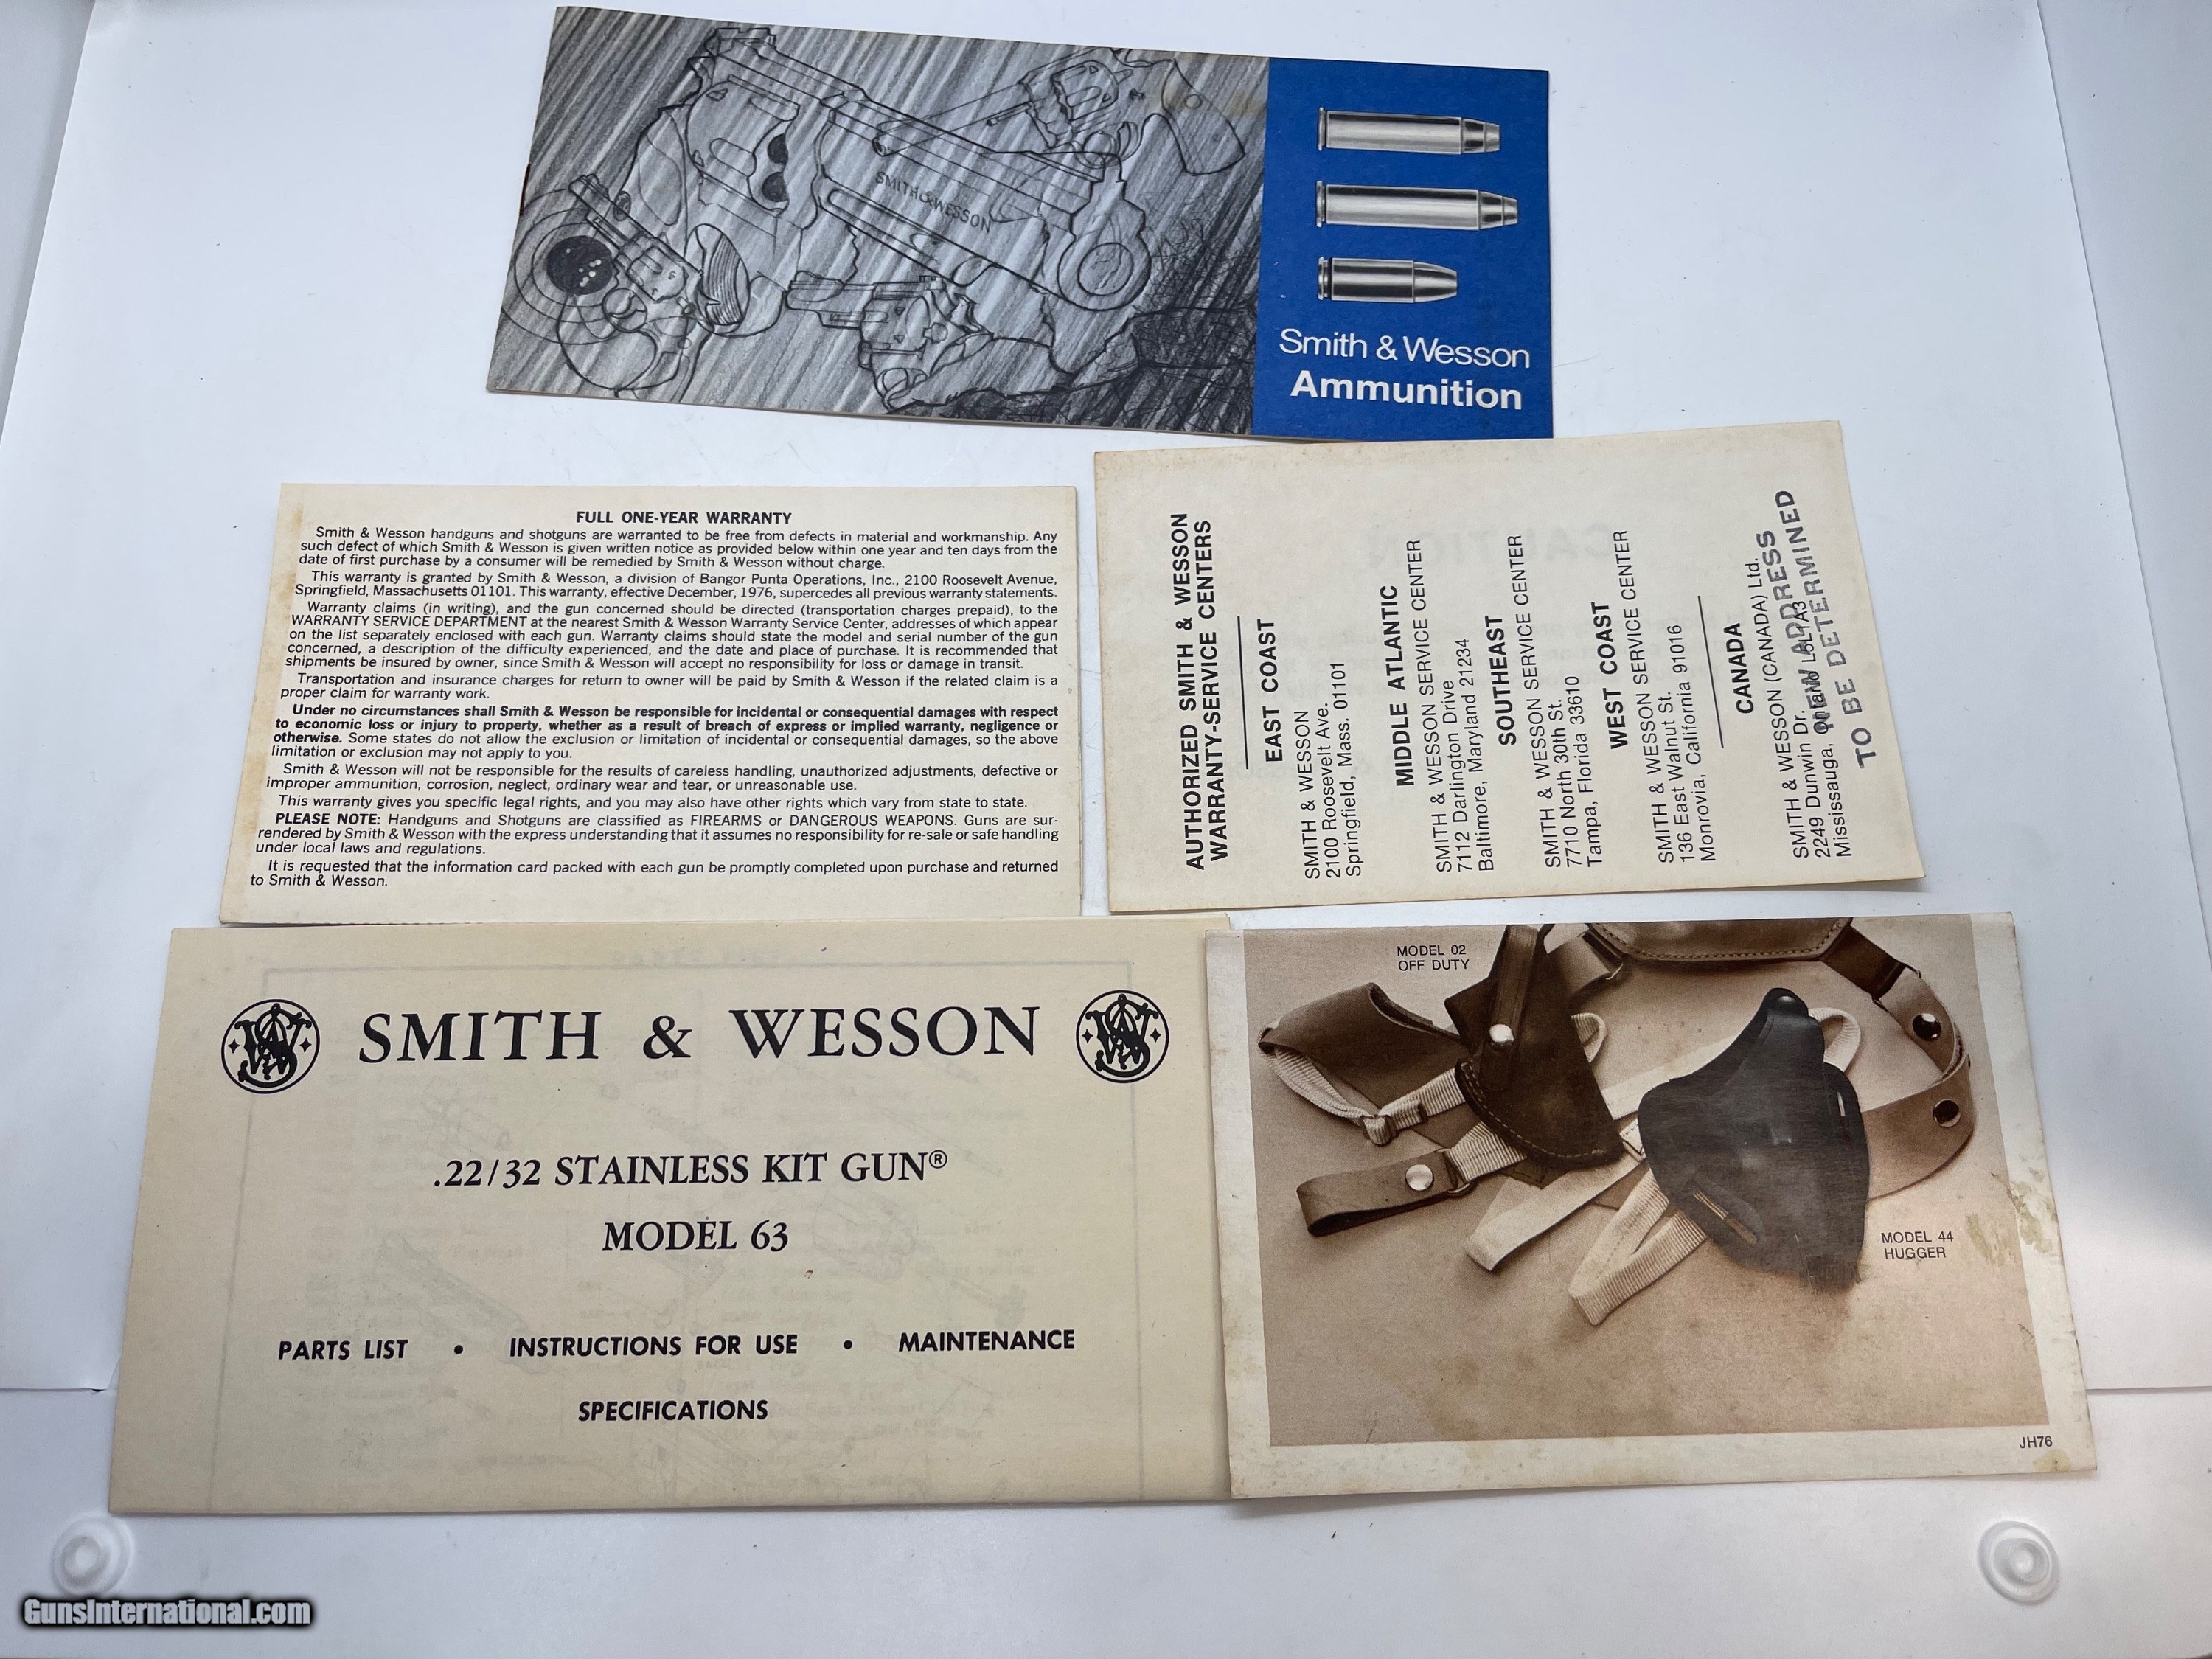 SMITH & WESSON
Smith & Wesson
Ammunition
FULL ONE-YEAR WARRANTY
Smith & Wesson handguns and shotguns are warranted to be free from defects in material and workmanship. Any
such defect of which Smith & Wesson is given written notice as provided below within one year and ten days from the
date of first purchase by a consumer will be remedied by Smith & Wesson without charge.
This warranty is granted by Smith & Wesson, a division of Bangor Punta Operations, Inc., 2100 Roosevelt Avenue,
Springfield, Massachusetts 01101. This warranty, effective December, 1976, supercedes all previous warranty statements.
Warranty claims (in writing), and the gun concerned should be directed (transportation charges prepaid), to the
WARRANTY SERVICE DEPARTMENT at the nearest Smith & Wesson Warranty Service Center, addresses of which appear
on the list separately enclosed with each gun. Warranty claims should state the model and serial number of the gun
concerned, a description of the difficulty experienced, and the date and place of purchase. It is recommended that
shipments be insured by owner, since Smith & Wesson will accept no responsibility for loss or damage in transit.
Transportation and insurance charges for return to owner will be paid by Smith & Wesson if the related claim is a
proper claim for warranty work.
Under no circumstances shall Smith & Wesson be responsible for incidental or consequential damages with respect
to economic loss or injury to property, whether as a result of breach of express or implied warranty, negligence or
otherwise. Some states do not allow the exclusion or limitation of incidental or consequential damages, so the above
limitation or exclusion may not apply to you.
Smith & Wesson will not be responsible for the results of careless handling, unauthorized adjustments, defective or
improper ammunition, corrosion, neglect, ordinary wear and tear, or unreasonable use.
This warranty gives you specific legal rights, and you may also have other rights which vary from state to state.
PLEASE NOTE: Handguns and Shotguns are classified as FIREARMS or DANGEROUS WEAPONS. Guns are sur-
rendered by Smith & Wesson with the express understanding that it assumes no responsibility for re-sale or safe handling
under local laws and regulations.
It is requested that the information card packed with each gun be promptly completed upon purchase and returned
to Smith & Wesson.
AUTHORIZED SMITH & WESSON
WARRANTY-SERVICE CENTERS
EAST COAST
SMITH & WESSON
2100 Roosevelt Ave.
Springfield, Mass. 01101
MIDDLE ATLANTIC
SMITH & WESSON SERVICE CENTER
7112 Darlington Drive
Baltimore, Maryland 21234
SOUTHEAST
SMITH & WESSON SERVICE CENTER
7710 North 30th St.
Tampa, Florida 33610
WEST COAST
SMITH & WESSON SERVICE CENTER
136 East Walnut St.
Monrovia, California 91016
CANADA
SMITH & WESSON (CANADA) Ltd.
2249 Dunwin Dr.
Mississauga, Ontario
NEW ADDRESS
TO BE DETERMINED
SMITH & WESSON
.22/32 STAINLESS KIT GUN®
MODEL 63
PARTS LIST • INSTRUCTIONS FOR USE • MAINTENANCE
SPECIFICATIONS
MODEL 02
OFF DUTY
MODEL 44
HUGGER
JH76
GunsInternational.com